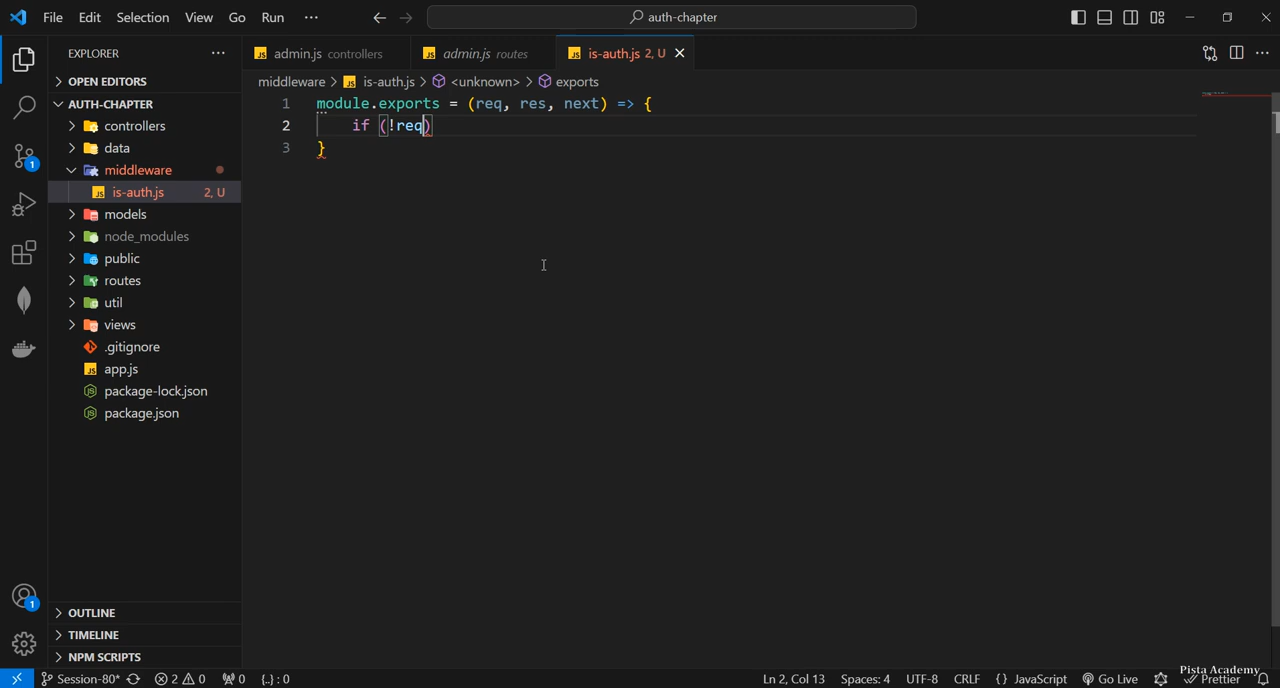 File Edit Selection View Go Run ···
auth-chapter
EXPLORER ···
admin.js controllers
admin.js routes
is-auth.js 2, U
OPEN EDITORS
middleware > is-auth.js > <unknown> > exports
AUTH-CHAPTER
controllers
data
middleware
is-auth.js 2, U
models
node_modules
public
routes
util
views
.gitignore
app.js
package-lock.json
package.json
1 module.exports = (req, res, next) => {
2 if (!req)
3 }
1
1
OUTLINE
TIMELINE
NPM SCRIPTS
Pista Academy
Session-80* 2 0 0 {..} : 0 Ln 2, Col 13 Spaces: 4 UTF-8 CRLF {} JavaScript Go Live Prettier